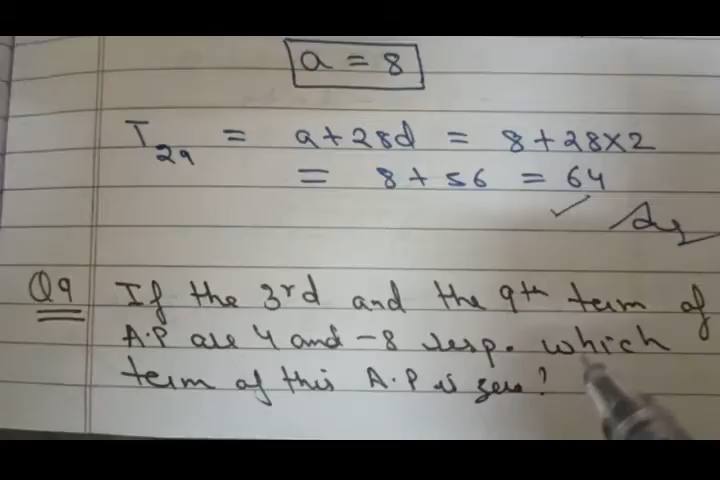 a = 8
T29 = a+28d = 8+28×2
= 8+56 = 64
Ans
Q9 If the 3rd and the 9th term of
A.P are 4 and -8 resp. which
term of this A.P is zero?